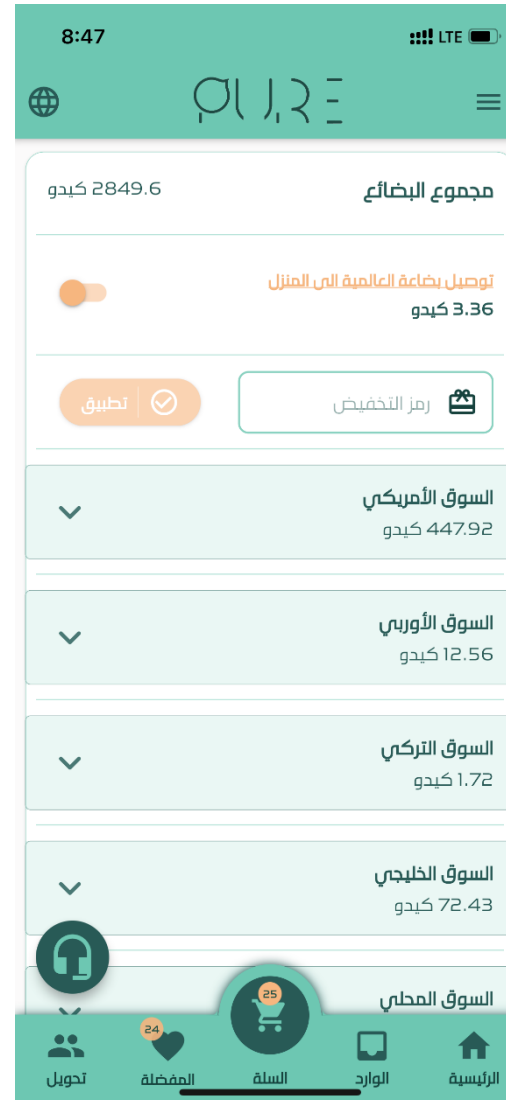 8:47
LTE
PURE
مجموع البضائع 2849.6 كيدو
توصيل بضاعة العالمية الى المنزل
3.36 كيدو
رمز التخفيض تطبيق
السوق الأمريكي
447.92 كيدو
السوق الأوربي
12.56 كيدو
السوق التركي
1.72 كيدو
السوق الخليجي
72.43 كيدو
السوق المحلي
25
24
الرئيسية الوارد السلة المفضلة تحويل